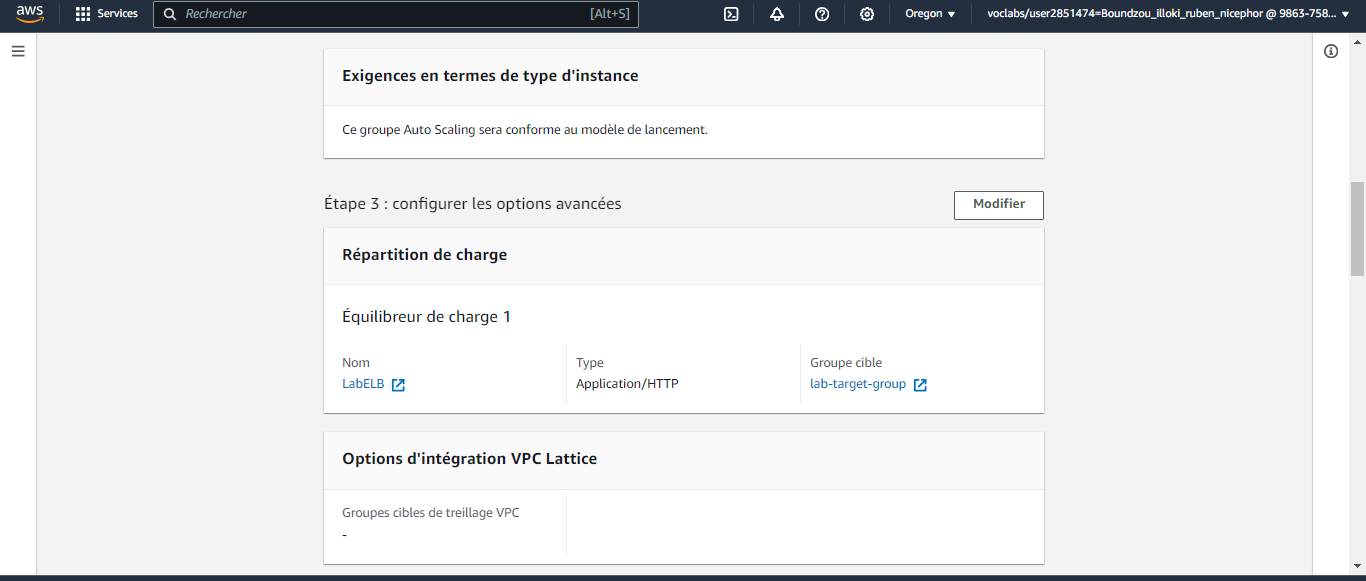 aws Services Rechercher [Alt+S] Oregon voclabs/user2851474=Boundzou_illoki_ruben_nicephor @ 9863-758...
Exigences en termes de type d'instance
Ce groupe Auto Scaling sera conforme au modèle de lancement.
Étape 3 : configurer les options avancées Modifier
Répartition de charge
Équilibreur de charge 1
Nom Type Groupe cible
LabELB Application/HTTP lab-target-group
Options d'intégration VPC Lattice
Groupes cibles de treillage VPC
-